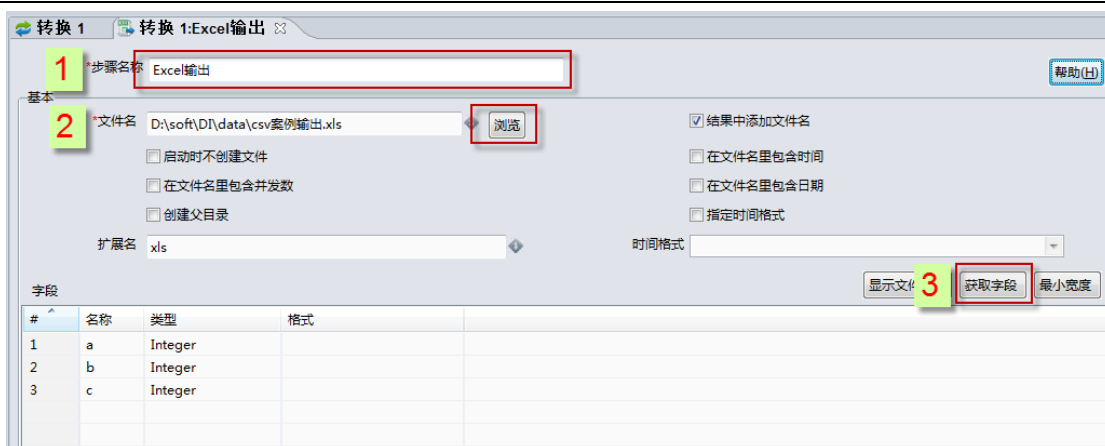 转换 1 转换 1:Excel输出
1 *步骤名称 Excel输出 帮助(H)
基本
2 *文件名 D:\soft\DI\data\csv案例输出.xls 浏览 结果中添加文件名
启动时不创建文件 在文件名里包含时间
在文件名里包含并发数 在文件名里包含日期
创建父目录 指定时间格式
扩展名 xls 时间格式
字段 显示文 3 获取字段 最小宽度
# 名称 类型 格式
1 a Integer
2 b Integer
3 c Integer